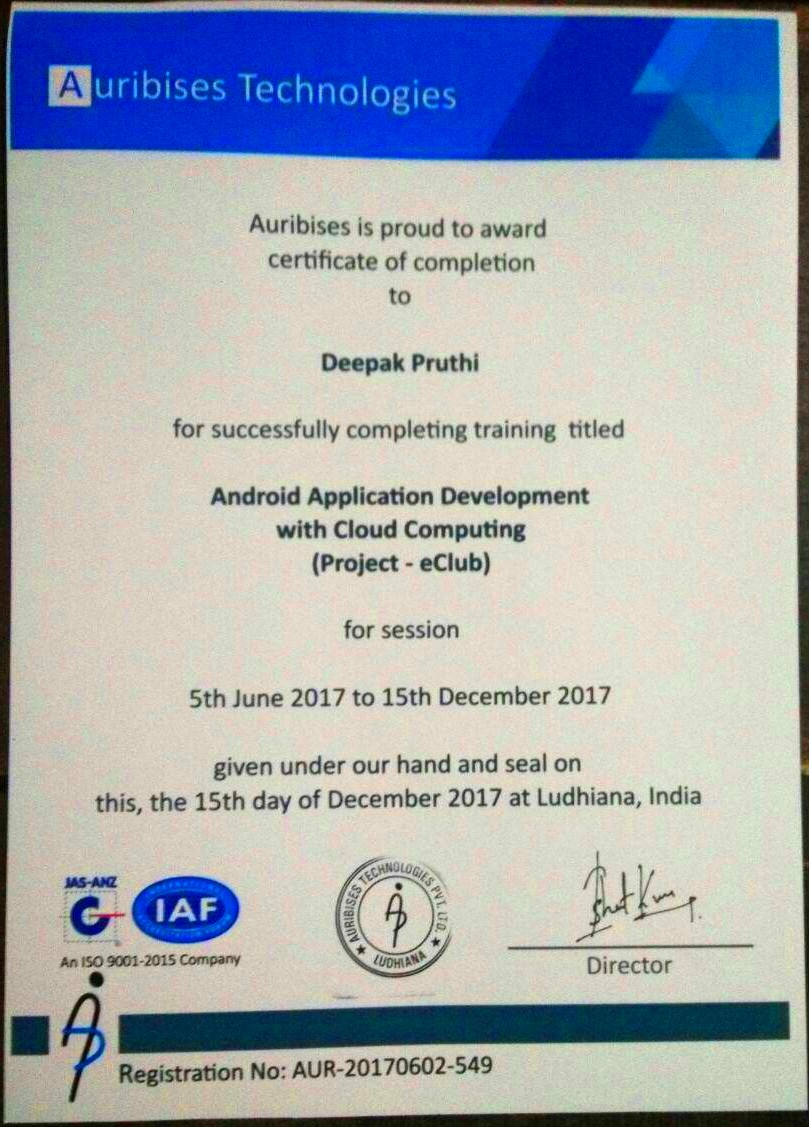 Auribises Technologies
Auribises is proud to award
certificate of completion
to
Deepak Pruthi
for successfully completing training titled
Android Application Development
with Cloud Computing
(Project - eClub)
for session
5th June 2017 to 15th December 2017
given under our hand and seal on
this, the 15th day of December 2017 at Ludhiana, India
JAS-ANZ
IAF
An ISO 9001-2015 Company
AURIBISES TECHNOLOGIES PVT. LTD.
★ LUDHIANA ★
Director
Registration No: AUR-20170602-549